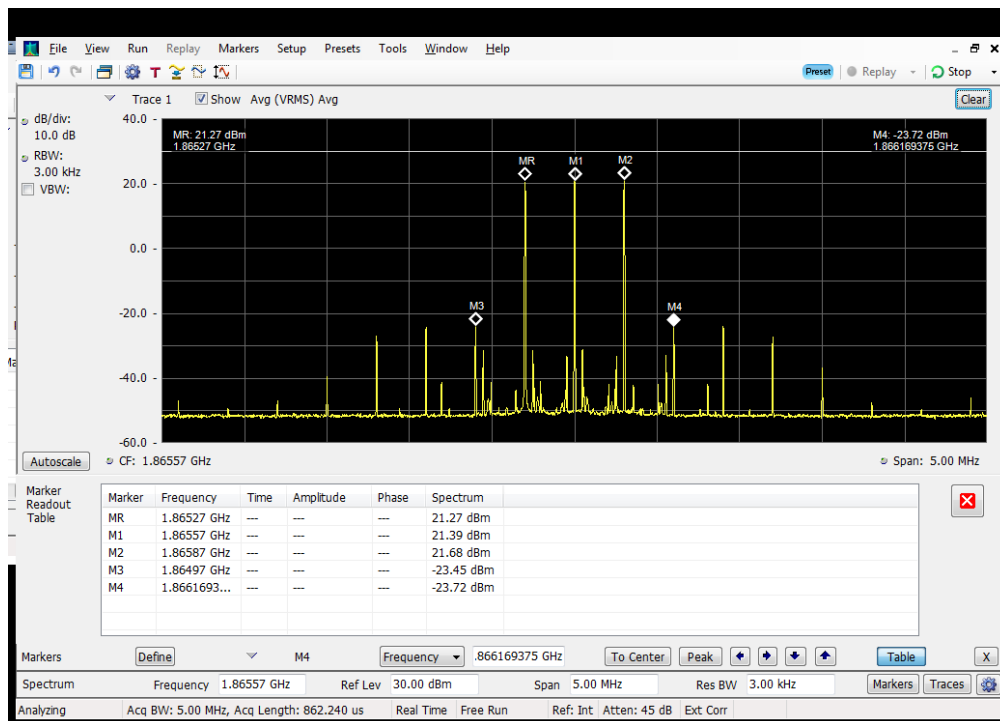 File View Run Replay Markers Setup Presets Tools Window Help
Preset Replay Stop
Trace 1 Show Avg (VRMS) Avg Clear
dB/div:
10.0 dB
RBW:
3.00 kHz
VBW:
40.0
20.0
0.0
-20.0
-40.0
-60.0
MR: 21.27 dBm
1.86527 GHz
M4: -23.72 dBm
1.866169375 GHz
MR M1 M2
M3 M4
Autoscale CF: 1.86557 GHz Span: 5.00 MHz
Marker
Readout
Table
Marker Frequency Time Amplitude Phase Spectrum
MR 1.86527 GHz --- --- --- 21.27 dBm
M1 1.86557 GHz --- --- --- 21.39 dBm
M2 1.86587 GHz --- --- --- 21.68 dBm
M3 1.86497 GHz --- --- --- -23.45 dBm
M4 1.8661693... --- --- --- -23.72 dBm
Markers Define M4 Frequency .866169375 GHz To Center Peak Table X
Spectrum Frequency 1.86557 GHz Ref Lev 30.00 dBm Span 5.00 MHz Res BW 3.00 kHz Markers Traces
Analyzing Acq BW: 5.00 MHz, Acq Length: 862.240 us Real Time Free Run Ref: Int Atten: 45 dB Ext Corr